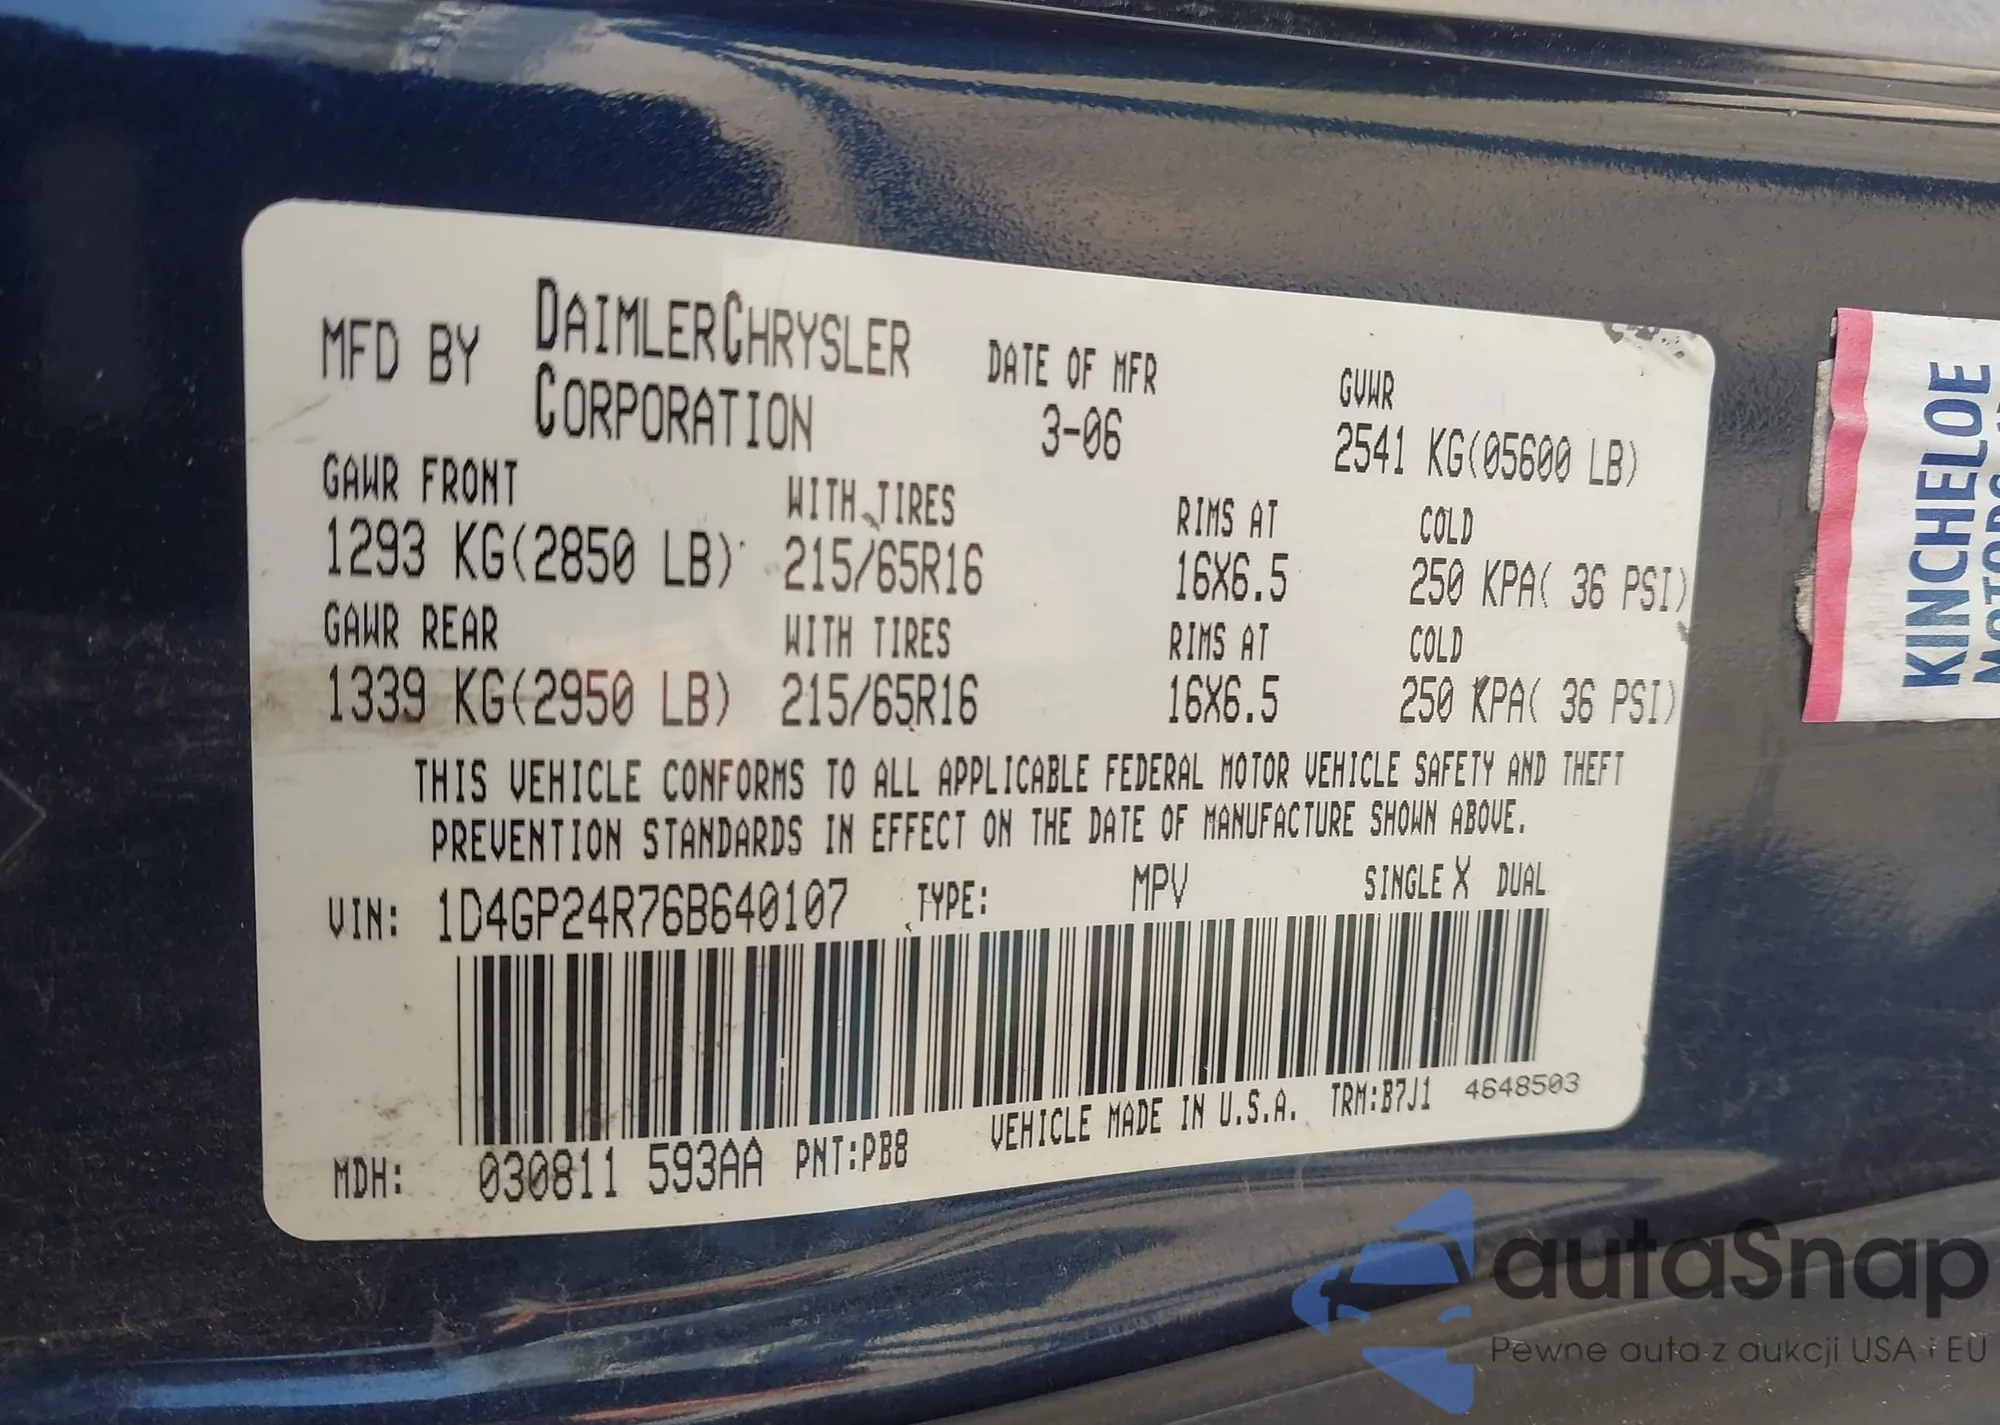 MFD BY DAIMLERCHRYSLER CORPORATION
DATE OF MFR
3-06
GVWR
2541 KG(05600 LB)
GAWR FRONT WITH TIRES RIMS AT COLD
1293 KG(2850 LB) 215/65R16 16X6.5 250 KPA( 36 PSI)
GAWR REAR WITH TIRES RIMS AT COLD
1339 KG(2950 LB) 215/65R16 16X6.5 250 KPA( 36 PSI)
THIS VEHICLE CONFORMS TO ALL APPLICABLE FEDERAL MOTOR VEHICLE SAFETY AND THEFT
PREVENTION STANDARDS IN EFFECT ON THE DATE OF MANUFACTURE SHOWN ABOVE.
VIN: 1D4GP24R76B640107 TYPE: MPV SINGLE X DUAL
MDH: 030811 593AA PNT:PB8 VEHICLE MADE IN U.S.A. TRM:B7J1 4648503
KINCHELOE
autaSnap
Pewne auta z aukcji USA i EU